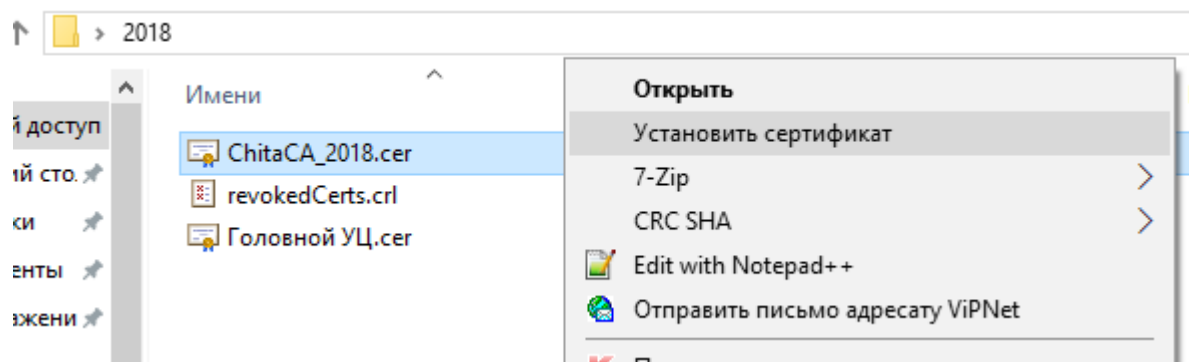 2018
Имени
й доступ
ий сто.
ки
енты
ажени
ChitaCA_2018.cer
revokedCerts.crl
Головной УЦ.cer
Открыть
Установить сертификат
7-Zip
CRC SHA
Edit with Notepad++
Отправить письмо адресату ViPNet